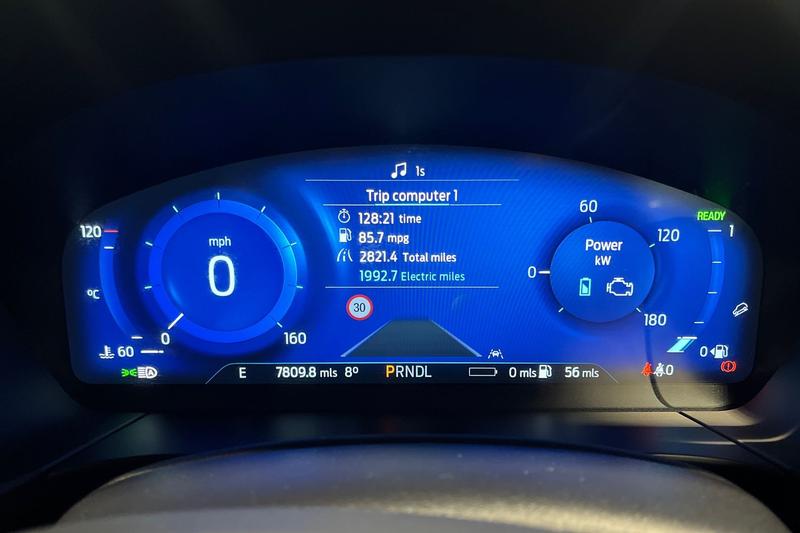 1s
Trip computer 1
128:21 time
85.7 mpg
2821.4 Total miles
1992.7 Electric miles
30
120
°C
60
mph
0
0
160
60
0
120
180
Power
kW
READY
1
0
E 7809.8 mls 8° PRNDL 0 mls 56 mls
0
A